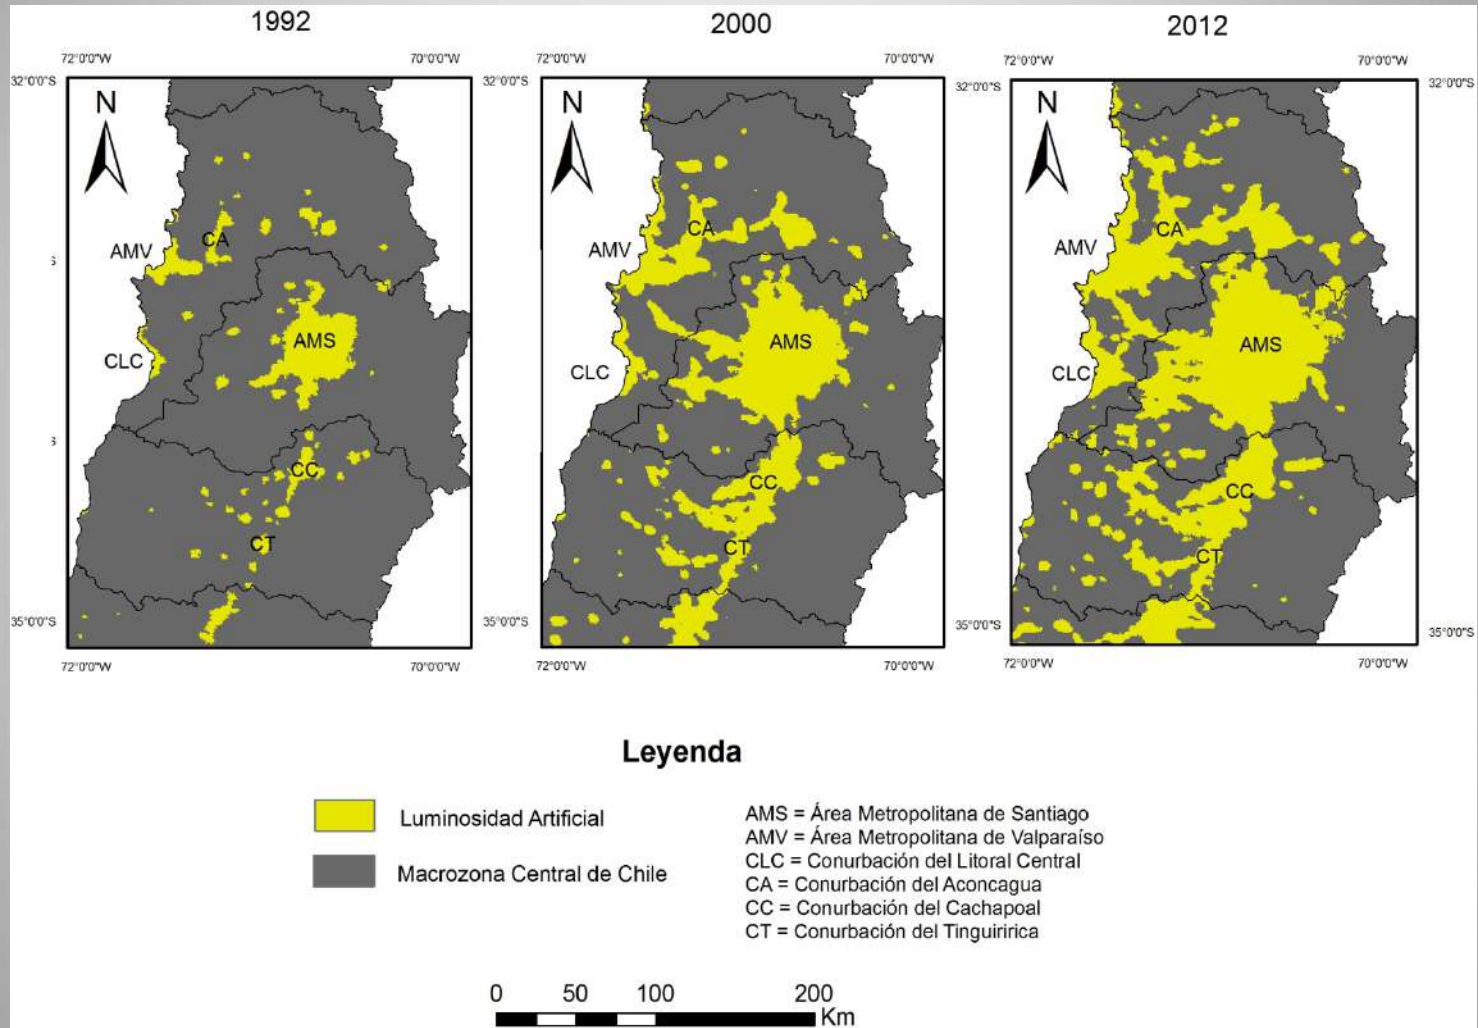 1992
2000
2012
72°0'0"W
70°0'0"W
72°0'0"W
70°0'0"W
72°0'0"W
70°0'0"W
32°0'0"S
32°0'0"S
32°0'0"S
32°0'0"S
N
N
N
AMV
CA
AMS
CLC
CC
CT
AMV
CA
AMS
CLC
CC
CT
AMV
CA
AMS
CLC
CC
CT
S
S
35°0'0"S
35°0'0"S
35°0'0"S
35°0'0"S
72°0'0"W
70°0'0"W
72°0'0"W
70°0'0"W
72°0'0"W
70°0'0"W
Leyenda
Luminosidad Artificial
Macrozona Central de Chile
AMS = Área Metropolitana de Santiago
AMV = Área Metropolitana de Valparaíso
CLC = Conurbación del Litoral Central
CA = Conurbación del Aconcagua
CC = Conurbación del Cachapoal
CT = Conurbación del Tinguiririca
0 50 100 200
Km